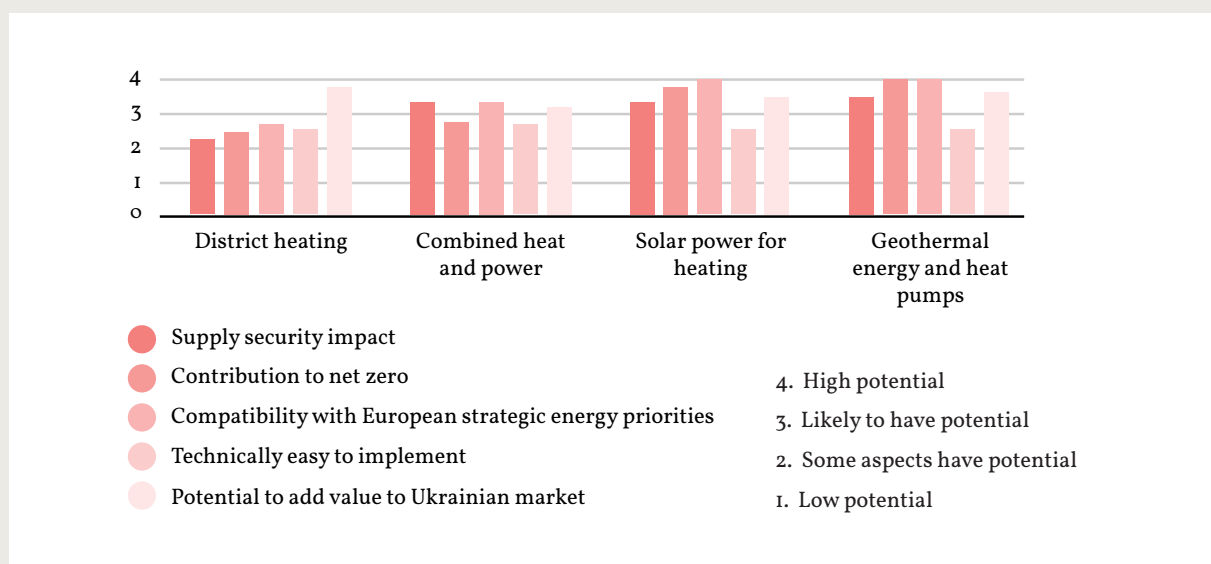 4
3
2
1
0
District heating
Combined heat
and power
Solar power for
heating
Geothermal
energy and heat
pumps
Supply security impact
Contribution to net zero
Compatibility with European strategic energy priorities
Technically easy to implement
Potential to add value to Ukrainian market
4. High potential
3. Likely to have potential
2. Some aspects have potential
1. Low potential